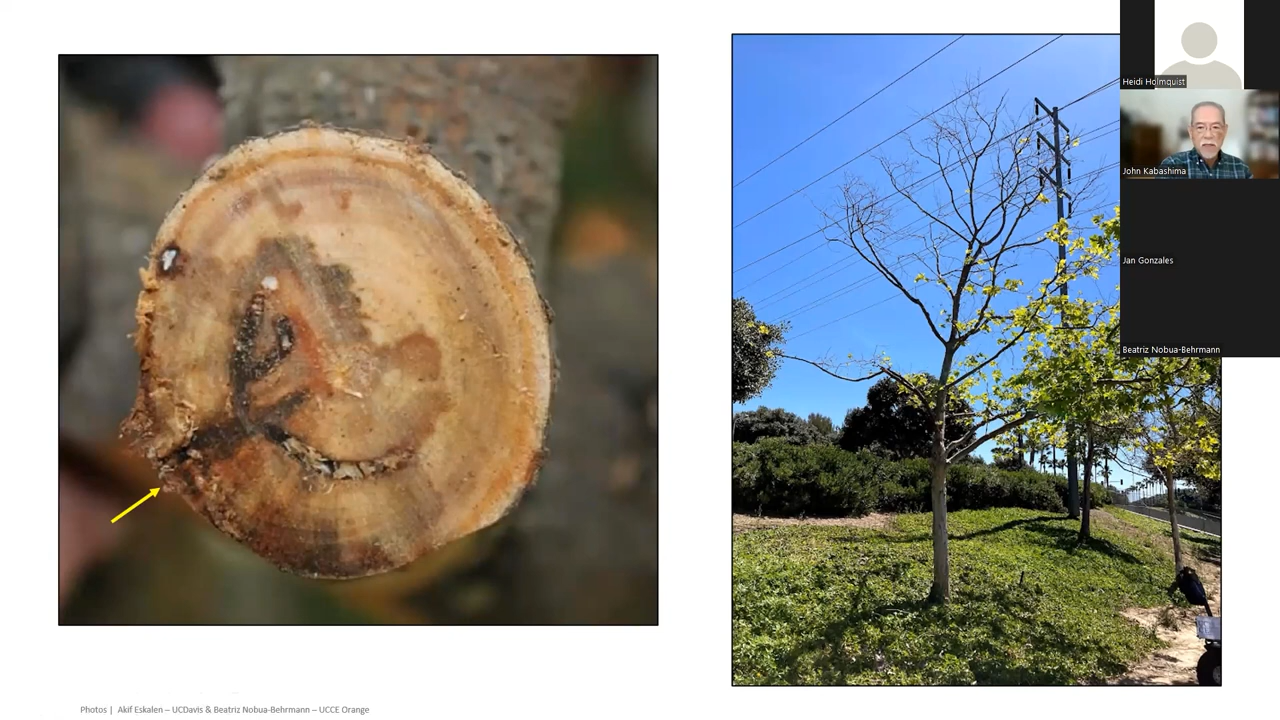 Heidi Holmquist
John Kabashima
Jan Gonzales
Beatriz Nobua-Behrmann
Photos | Akif Eskalen – UCDavis & Beatriz Nobua-Behrmann – UCCE Orange